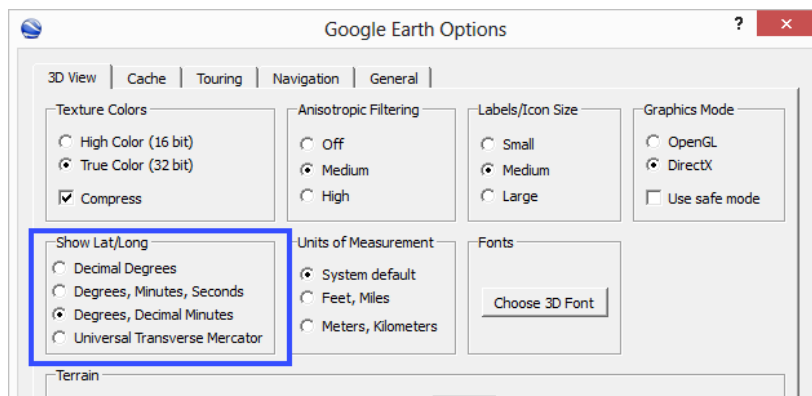 Google Earth Options
?
3D View
Cache
Touring
Navigation
General
Texture Colors
High Color (16 bit)
True Color (32 bit)
Compress
Anisotropic Filtering
Off
Medium
High
Labels/Icon Size
Small
Medium
Large
Graphics Mode
OpenGL
DirectX
Use safe mode
Show Lat/Long
Decimal Degrees
Degrees, Minutes, Seconds
Degrees, Decimal Minutes
Universal Transverse Mercator
Units of Measurement
System default
Feet, Miles
Meters, Kilometers
Fonts
Choose 3D Font
Terrain